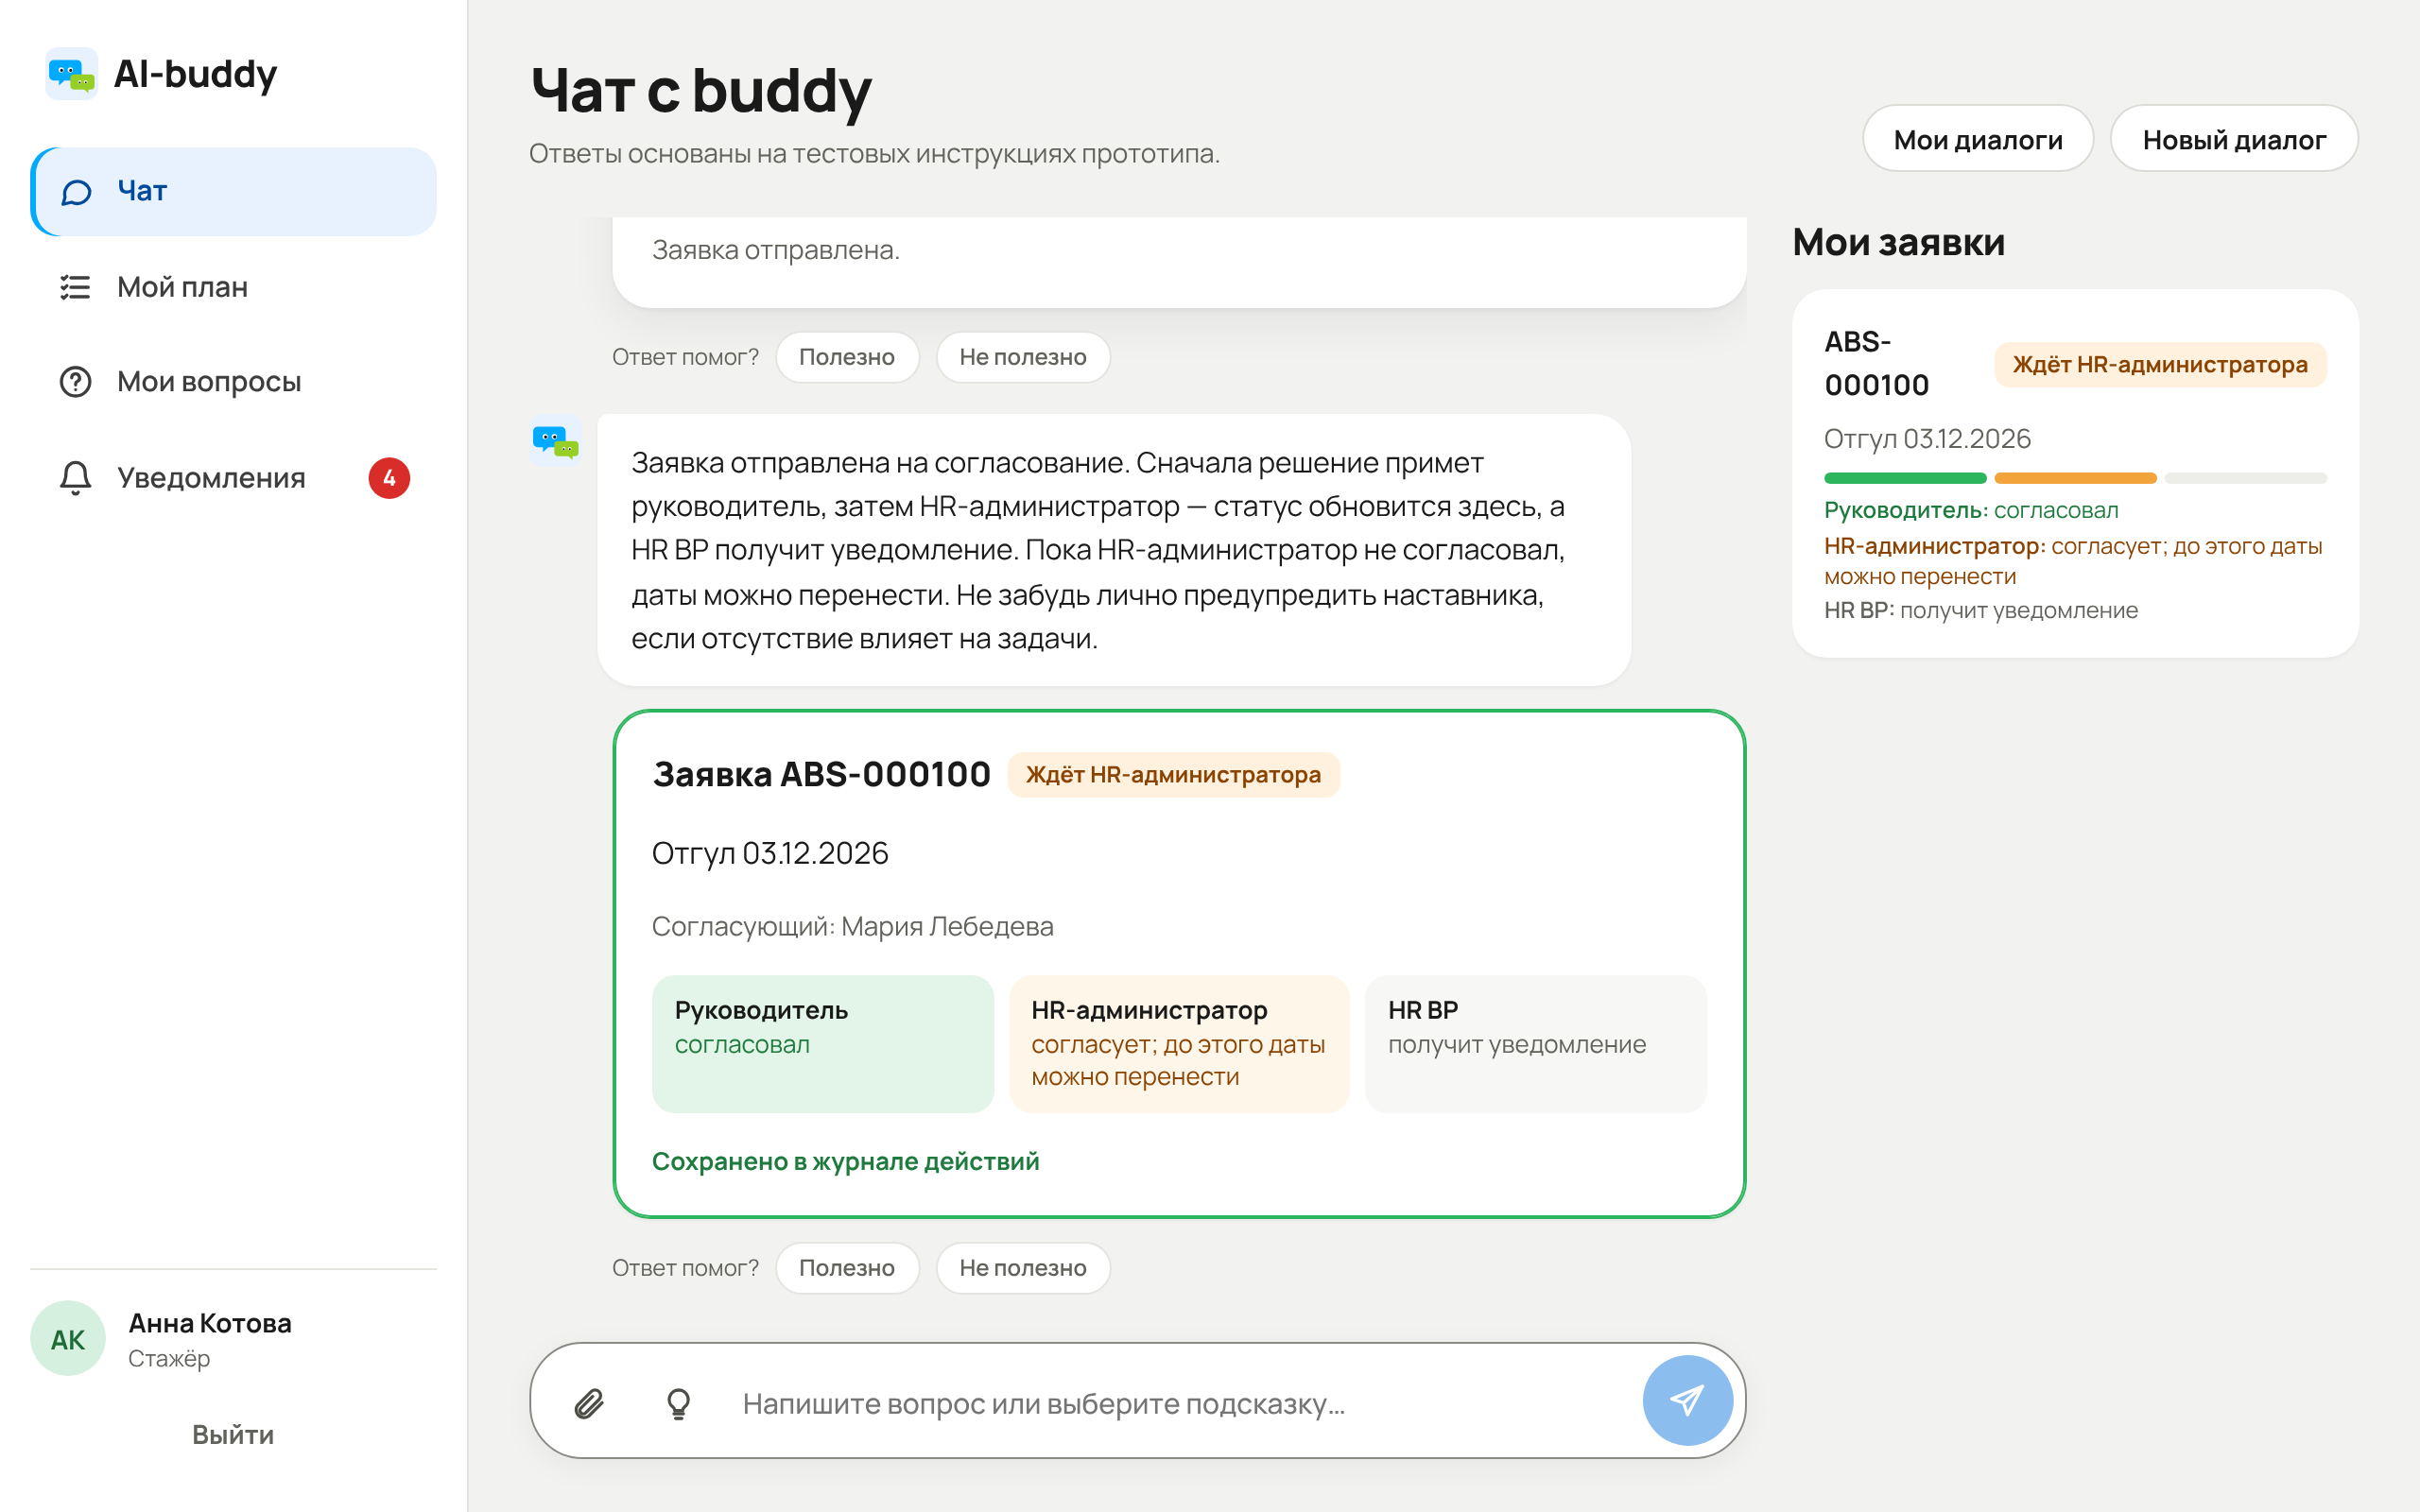 AI-buddy
Чат
Мой план
Мои вопросы
Уведомления 4
АК
Анна Котова
Стажёр
Выйти
Чат с buddy
Ответы основаны на тестовых инструкциях прототипа.
Мои диалоги
Новый диалог
Заявка отправлена.
Ответ помог? Полезно Не полезно
Заявка отправлена на согласование. Сначала решение примет
руководитель, затем HR-администратор — статус обновится здесь, а
HR BP получит уведомление. Пока HR-администратор не согласовал,
даты можно перенести. Не забудь лично предупредить наставника,
если отсутствие влияет на задачи.
Заявка ABS-000100 Ждёт HR-администратора
Отгул 03.12.2026
Согласующий: Мария Лебедева
Руководитель
согласовал
HR-администратор
согласует; до этого даты
можно перенести
HR BP
получит уведомление
Сохранено в журнале действий
Ответ помог? Полезно Не полезно
Напишите вопрос или выберите подсказку...
Мои заявки
ABS-
000100
Ждёт HR-администратора
Отгул 03.12.2026
Руководитель: согласовал
HR-администратор: согласует; до этого даты
можно перенести
HR BP: получит уведомление